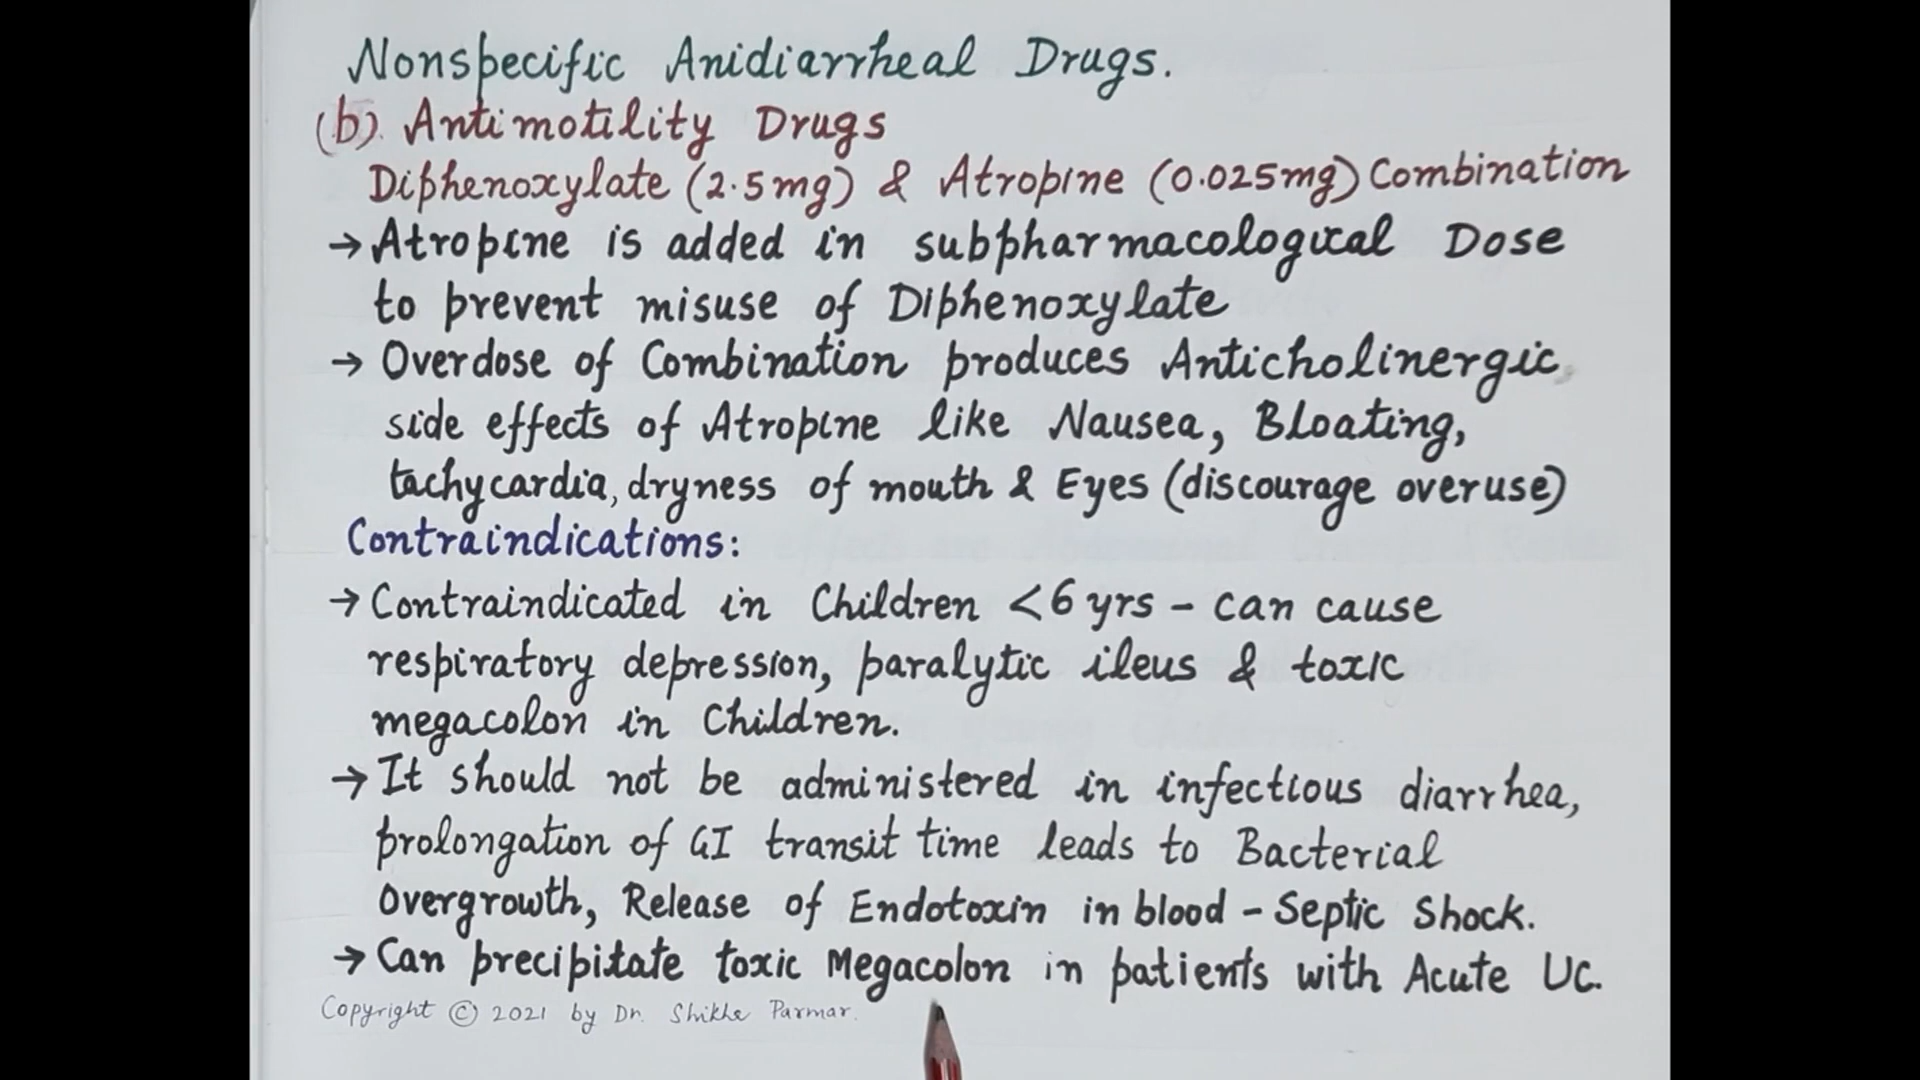 Nonspecific Anidiarrheal Drugs.
(b). Antimotility Drugs
Diphenoxylate (2.5mg) & Atropine (0.025mg) Combination
→ Atropine is added in subpharmacological Dose
to prevent misuse of Diphenoxylate
→ Overdose of Combination produces Anticholinergic
side effects of Atropine like Nausea, Bloating,
tachycardia, dryness of mouth & Eyes (discourage overuse)
Contraindications:
→ Contraindicated in Children <6 yrs - can cause
respiratory depression, paralytic ileus & toxic
megacolon in Children.
→ It should not be administered in infectious diarrhea,
prolongation of GI transit time leads to Bacterial
Overgrowth, Release of Endotoxin in blood - Septic Shock.
→ Can precipitate toxic Megacolon in patients with Acute UC.
Copyright © 2021 by Dr. Shikha Parmar.